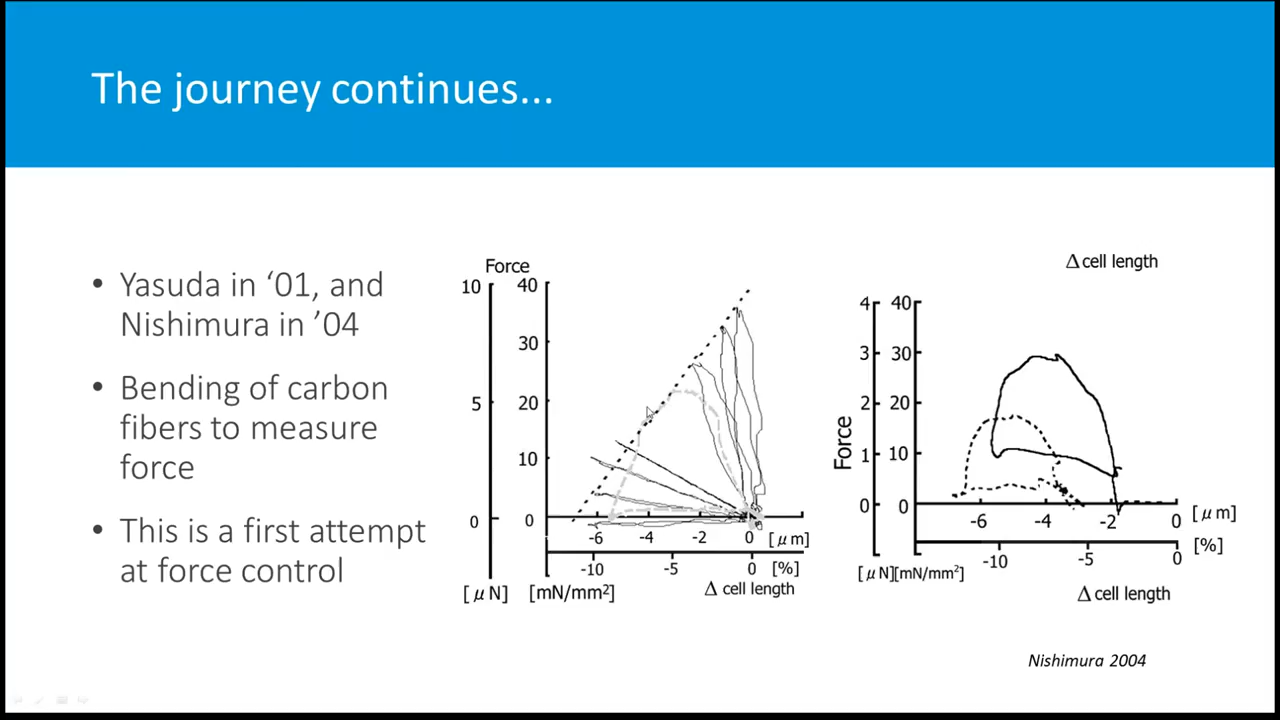 The journey continues...
• Yasuda in ‘01, and
Nishimura in ’04
• Bending of carbon
fibers to measure
force
• This is a first attempt
at force control
Force
10
5
0
[μN]
40
30
20
10
0
[mN/mm²]
-6 -4 -2 0 [μm]
-10 -5 0 [%]
Δ cell length
Δ cell length
Force
4
3
2
1
0
40
30
20
10
0
-6 -4 -2 0 [μm]
-10 -5 0 [%]
[μN][mN/mm²]
Δ cell length
Nishimura 2004